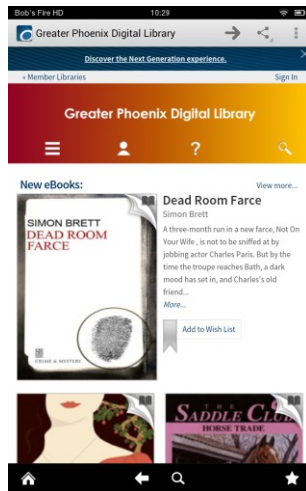 Bob's Fire HD 10:29
Greater Phoenix Digital Library
Discover the Next Generation experience.
« Member Libraries Sign In
Greater Phoenix Digital Library
?
New eBooks: View more...
SIMON BRETT
DEAD ROOM
FARCE
CRIME & MYSTERY
Dead Room Farce
Simon Brett
A three-month run in a new farce, Not On
Your Wife , is not to be sniffed at by
jobbing actor Charles Paris. But by the
time the troupe reaches Bath, a dark
mood has set in, and Charles's old
friend...
More...
Add to Wish List
THE
SADDLE CLUB
HORSE TRADE